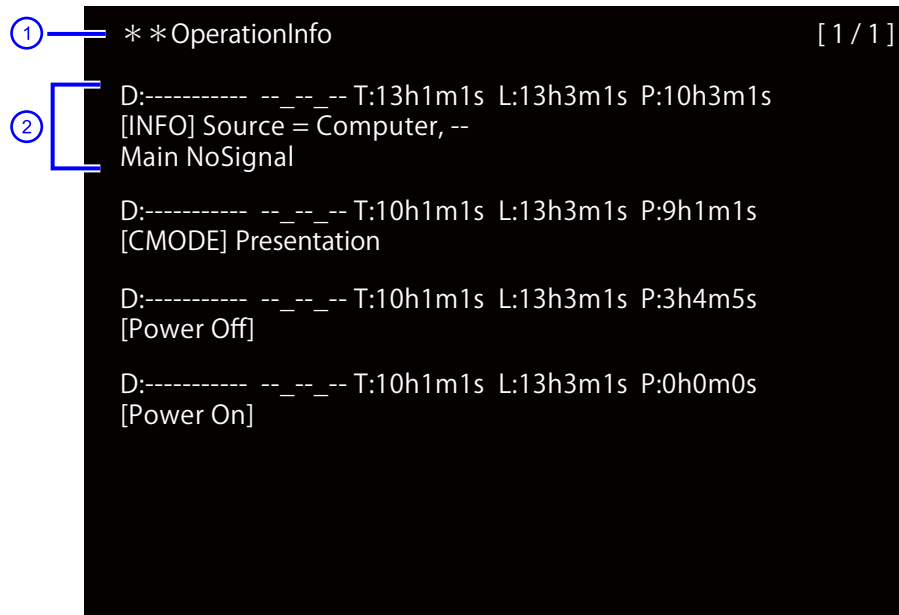 1
＊＊OperationInfo [1/1]
2
D:----------- --_--_-- T:13h1m1s L:13h3m1s P:10h3m1s
[INFO] Source = Computer, --
Main NoSignal
D:----------- --_--_-- T:10h1m1s L:13h3m1s P:9h1m1s
[CMODE] Presentation
D:----------- --_--_-- T:10h1m1s L:13h3m1s P:3h4m5s
[Power Off]
D:----------- --_--_-- T:10h1m1s L:13h3m1s P:0h0m0s
[Power On]